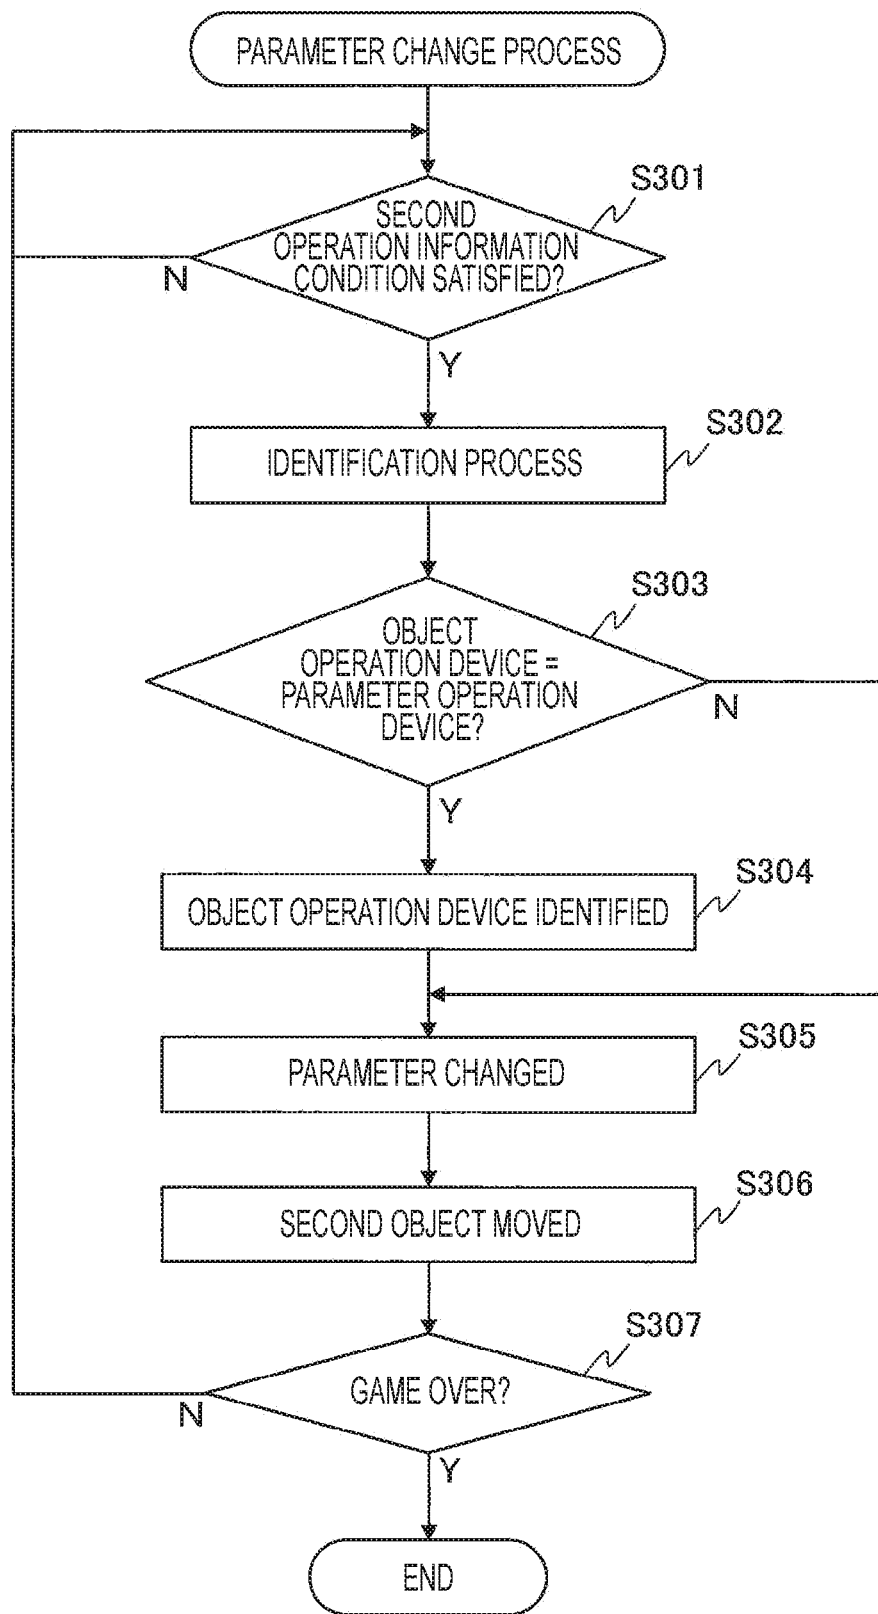 PARAMETER CHANGE PROCESS
S301
SECOND
OPERATION INFORMATION
CONDITION SATISFIED?
N
Y
S302
IDENTIFICATION PROCESS
S303
OBJECT
OPERATION DEVICE =
PARAMETER OPERATION
DEVICE?
N
Y
S304
OBJECT OPERATION DEVICE IDENTIFIED
S305
PARAMETER CHANGED
S306
SECOND OBJECT MOVED
S307
GAME OVER?
N
Y
END